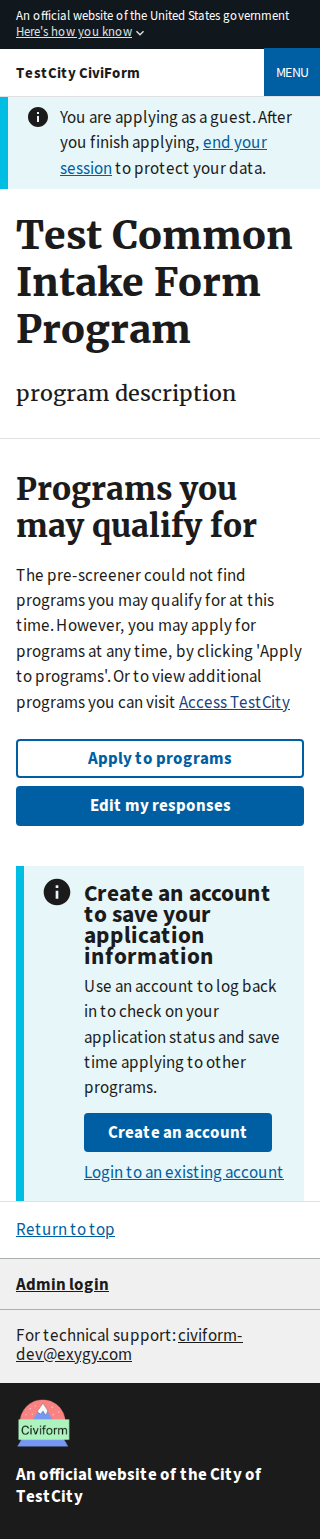 An official website of the United States government
Here's how you know
TestCity CiviForm
MENU
You are applying as a guest. After
you finish applying, end your
session to protect your data.
Test Common
Intake Form
Program
program description
Programs you
may qualify for
The pre-screener could not find
programs you may qualify for at this
time. However, you may apply for
programs at any time, by clicking 'Apply
to programs'. Or to view additional
programs you can visit Access TestCity
Apply to programs
Edit my responses
Create an account
to save your
application
information
Use an account to log back
in to check on your
application status and save
time applying to other
programs.
Create an account
Login to an existing account
Return to top
Admin login
For technical support: civiform-
dev@exygy.com
Civiform
An official website of the City of
TestCity